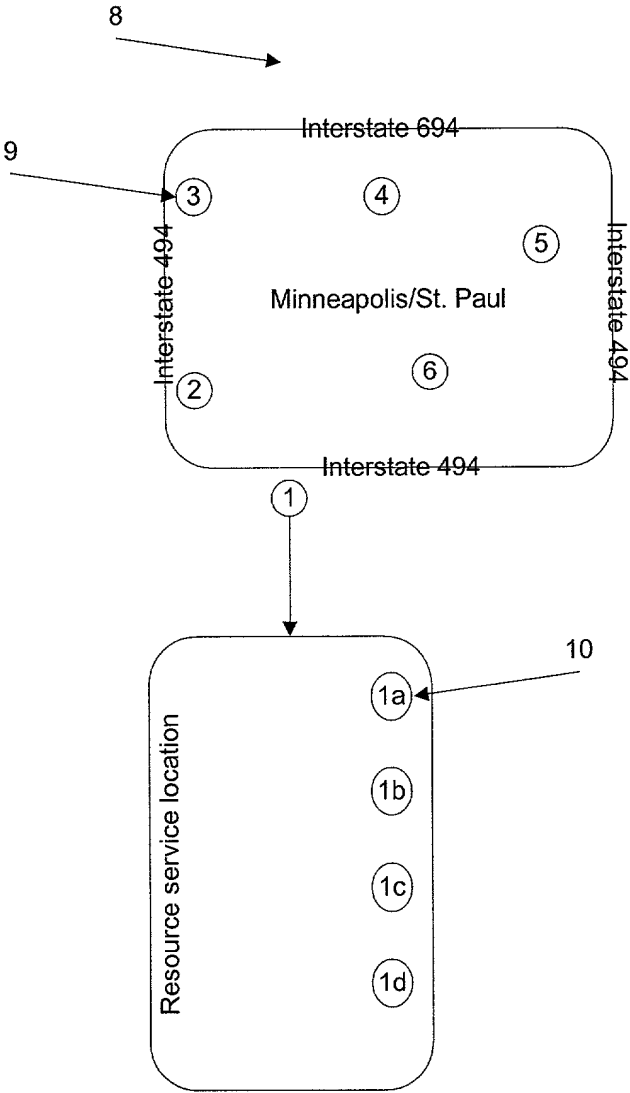 8
Interstate 694
9
3
4
5
Interstate 494
Interstate 494
Minneapolis/St. Paul
6
2
Interstate 494
1
10
1a
Resource service location
1b
1c
1d